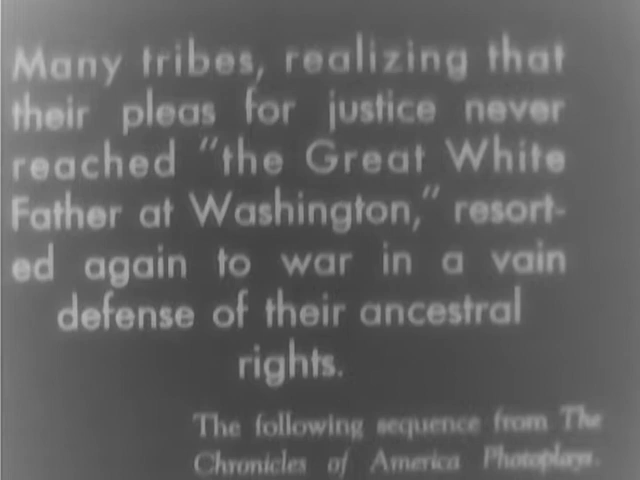 Many tribes, realizing that
their pleas for justice never
reached "the Great White
Father at Washington," resort-
ed again to war in a vain
defense of their ancestral
rights.
The following sequence from The
Chronicles of America Photoplays.